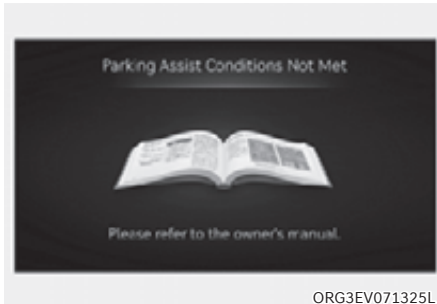 Parking Assist Conditions Not Met
Please refer to the owner's manual.
ORG3EV071325L